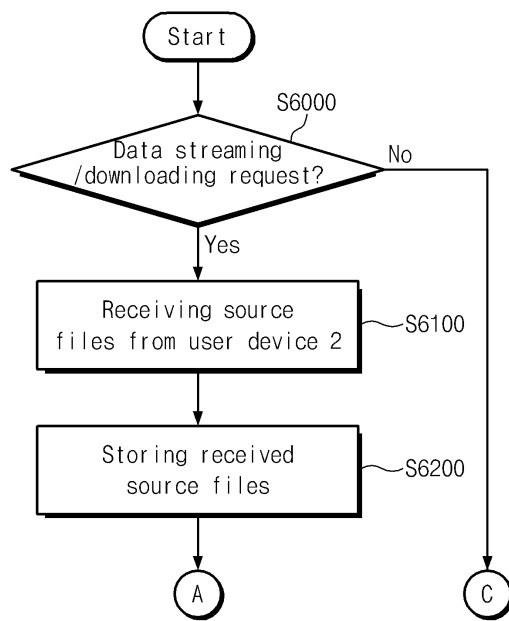 Start
S6000
Data streaming
/downloading request?
No
Yes
Receiving source
files from user device 2
S6100
Storing received
source files
S6200
A
C